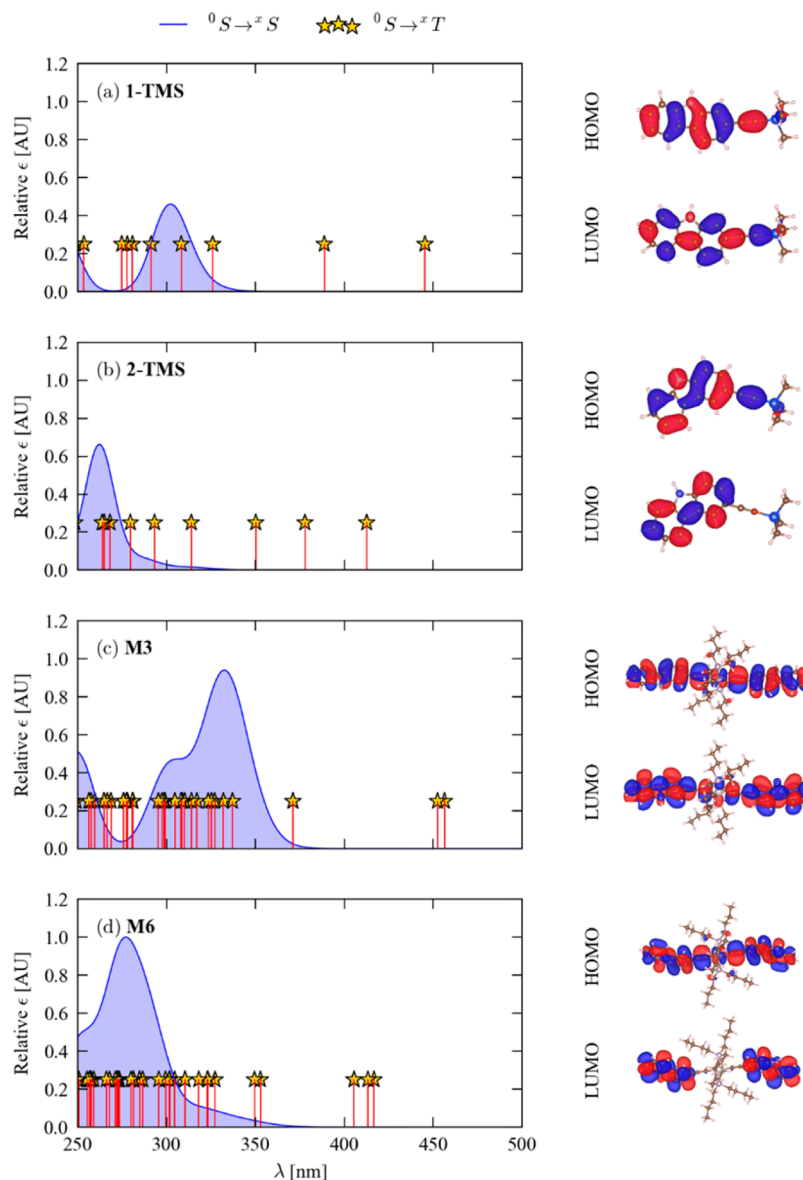 ⁰S→ˣS ⁰S→ˣT
(a) 1-TMS
Relative ϵ [AU]
1.2
1.0
0.8
0.6
0.4
0.2
0.0
HOMO
LUMO
(b) 2-TMS
Relative ϵ [AU]
1.2
1.0
0.8
0.6
0.4
0.2
0.0
HOMO
LUMO
(c) M3
Relative ϵ [AU]
1.2
1.0
0.8
0.6
0.4
0.2
0.0
HOMO
LUMO
(d) M6
Relative ϵ [AU]
1.2
1.0
0.8
0.6
0.4
0.2
0.0
HOMO
LUMO
250 300 350 400 450 500
λ [nm]